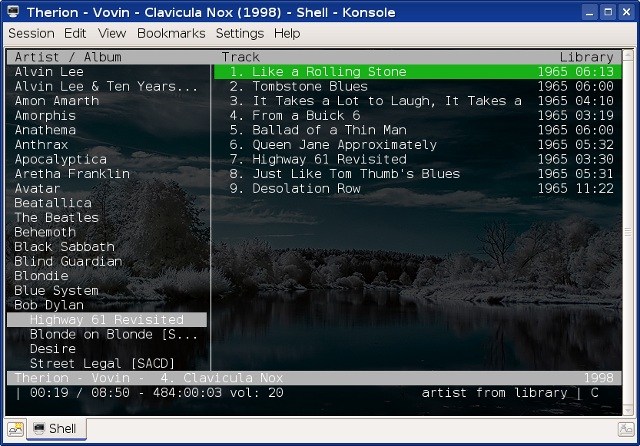 Therion - Vovin - Clavicula Nox (1998) - Shell - Konsole
Session Edit View Bookmarks Settings Help
Artist / Album Track Library
Alvin Lee 1. Like a Rolling Stone 1965 06:13
Alvin Lee & Ten Years... 2. Tombstone Blues 1965 06:00
Amon Amarth 3. It Takes a Lot to Laugh, It Takes a 1965 04:10
Amorphis 4. From a Buick 6 1965 03:19
Anathema 5. Ballad of a Thin Man 1965 06:00
Anthrax 6. Queen Jane Approximately 1965 05:32
Apocalyptica 7. Highway 61 Revisited 1965 03:30
Aretha Franklin 8. Just Like Tom Thumb's Blues 1965 05:31
Avatar 9. Desolation Row 1965 11:22
Beatallica
The Beatles
Behemoth
Black Sabbath
Blind Guardian
Blondie
Blue System
Bob Dylan
Highway 61 Revisited
Blonde on Blonde [S...
Desire
Street Legal [SACD]
Therion - Vovin - 4. Clavicula Nox 1998
| 00:19 / 08:50 - 484:00:03 vol: 20 artist from library | C
Shell